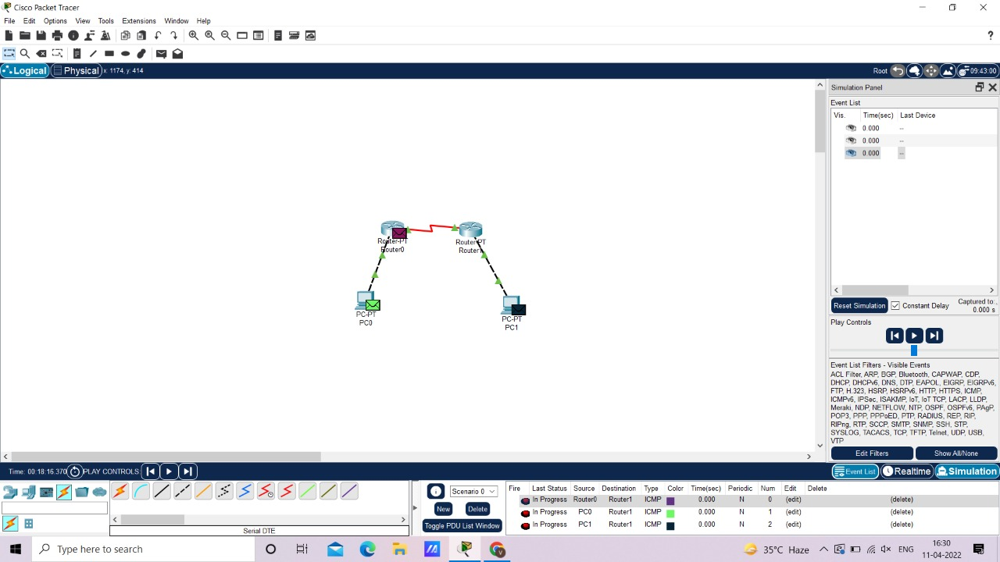 Cisco Packet Tracer
File Edit Options View Tools Extensions Window Help
?
Logical Physical x: 1174, y: 414 Root 09:43:00
Simulation Panel
Event List
Vis. Time(sec) Last Device
0.000 --
0.000 --
0.000 --
Router-PT
Router0
Router-PT
Router1
PC-PT
PC0
PC-PT
PC1
Reset Simulation Constant Delay Captured to:
0.000 s
Play Controls
Event List Filters - Visible Events
ACL Filter, ARP, BGP, Bluetooth, CAPWAP, CDP,
DHCP, DHCPv6, DNS, DTP, EAPOL, EIGRP, EIGRPv6,
FTP, H.323, HSRP, HSRPv6, HTTP, HTTPS, ICMP,
ICMPv6, IPSec, ISAKMP, IoT, IoT TCP, LACP, LLDP,
Meraki, NDP, NETFLOW, NTP, OSPF, OSPFv6, PAgP,
POP3, PPP, PPPoED, PTP, RADIUS, REP, RIP,
RIPng, RTP, SCCP, SMTP, SNMP, SSH, STP,
SYSLOG, TACACS, TCP, TFTP, Telnet, UDP, USB,
VTP
Edit Filters Show All/None
Time: 00:18:16.370 PLAY CONTROLS: Event List Realtime Simulation
Scenario 0
New Delete
Toggle PDU List Window
Serial DTE
Fire Last Status Source Destination Type Color Time(sec) Periodic Num Edit Delete
In Progress Router0 Router1 ICMP 0.000 N 0 (edit) (delete)
In Progress PC0 Router1 ICMP 0.000 N 1 (edit) (delete)
In Progress PC1 Router1 ICMP 0.000 N 2 (edit) (delete)
Type here to search
35°C Haze ENG 16:30
11-04-2022